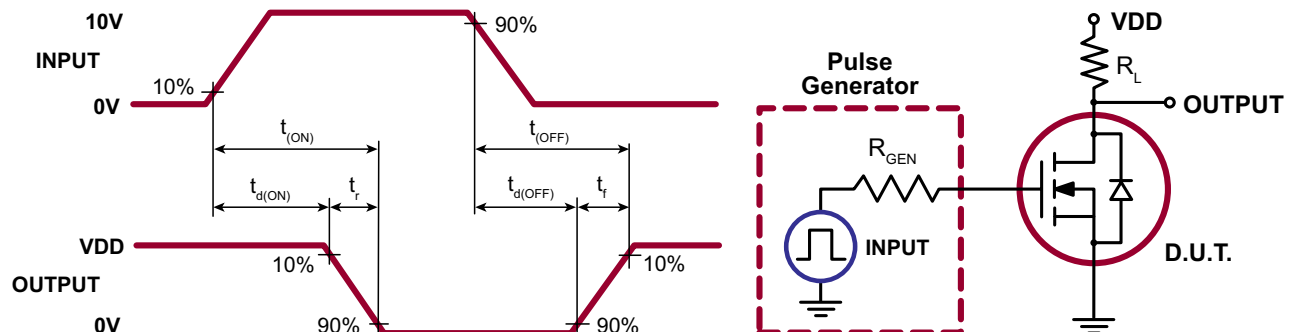 10V
INPUT
0V
10%
90%
t(ON)
t(OFF)
td(ON)
tr
td(OFF)
tf
VDD
OUTPUT
0V
10%
90%
10%
90%
Pulse
Generator
RGEN
INPUT
VDD
RL
OUTPUT
D.U.T.